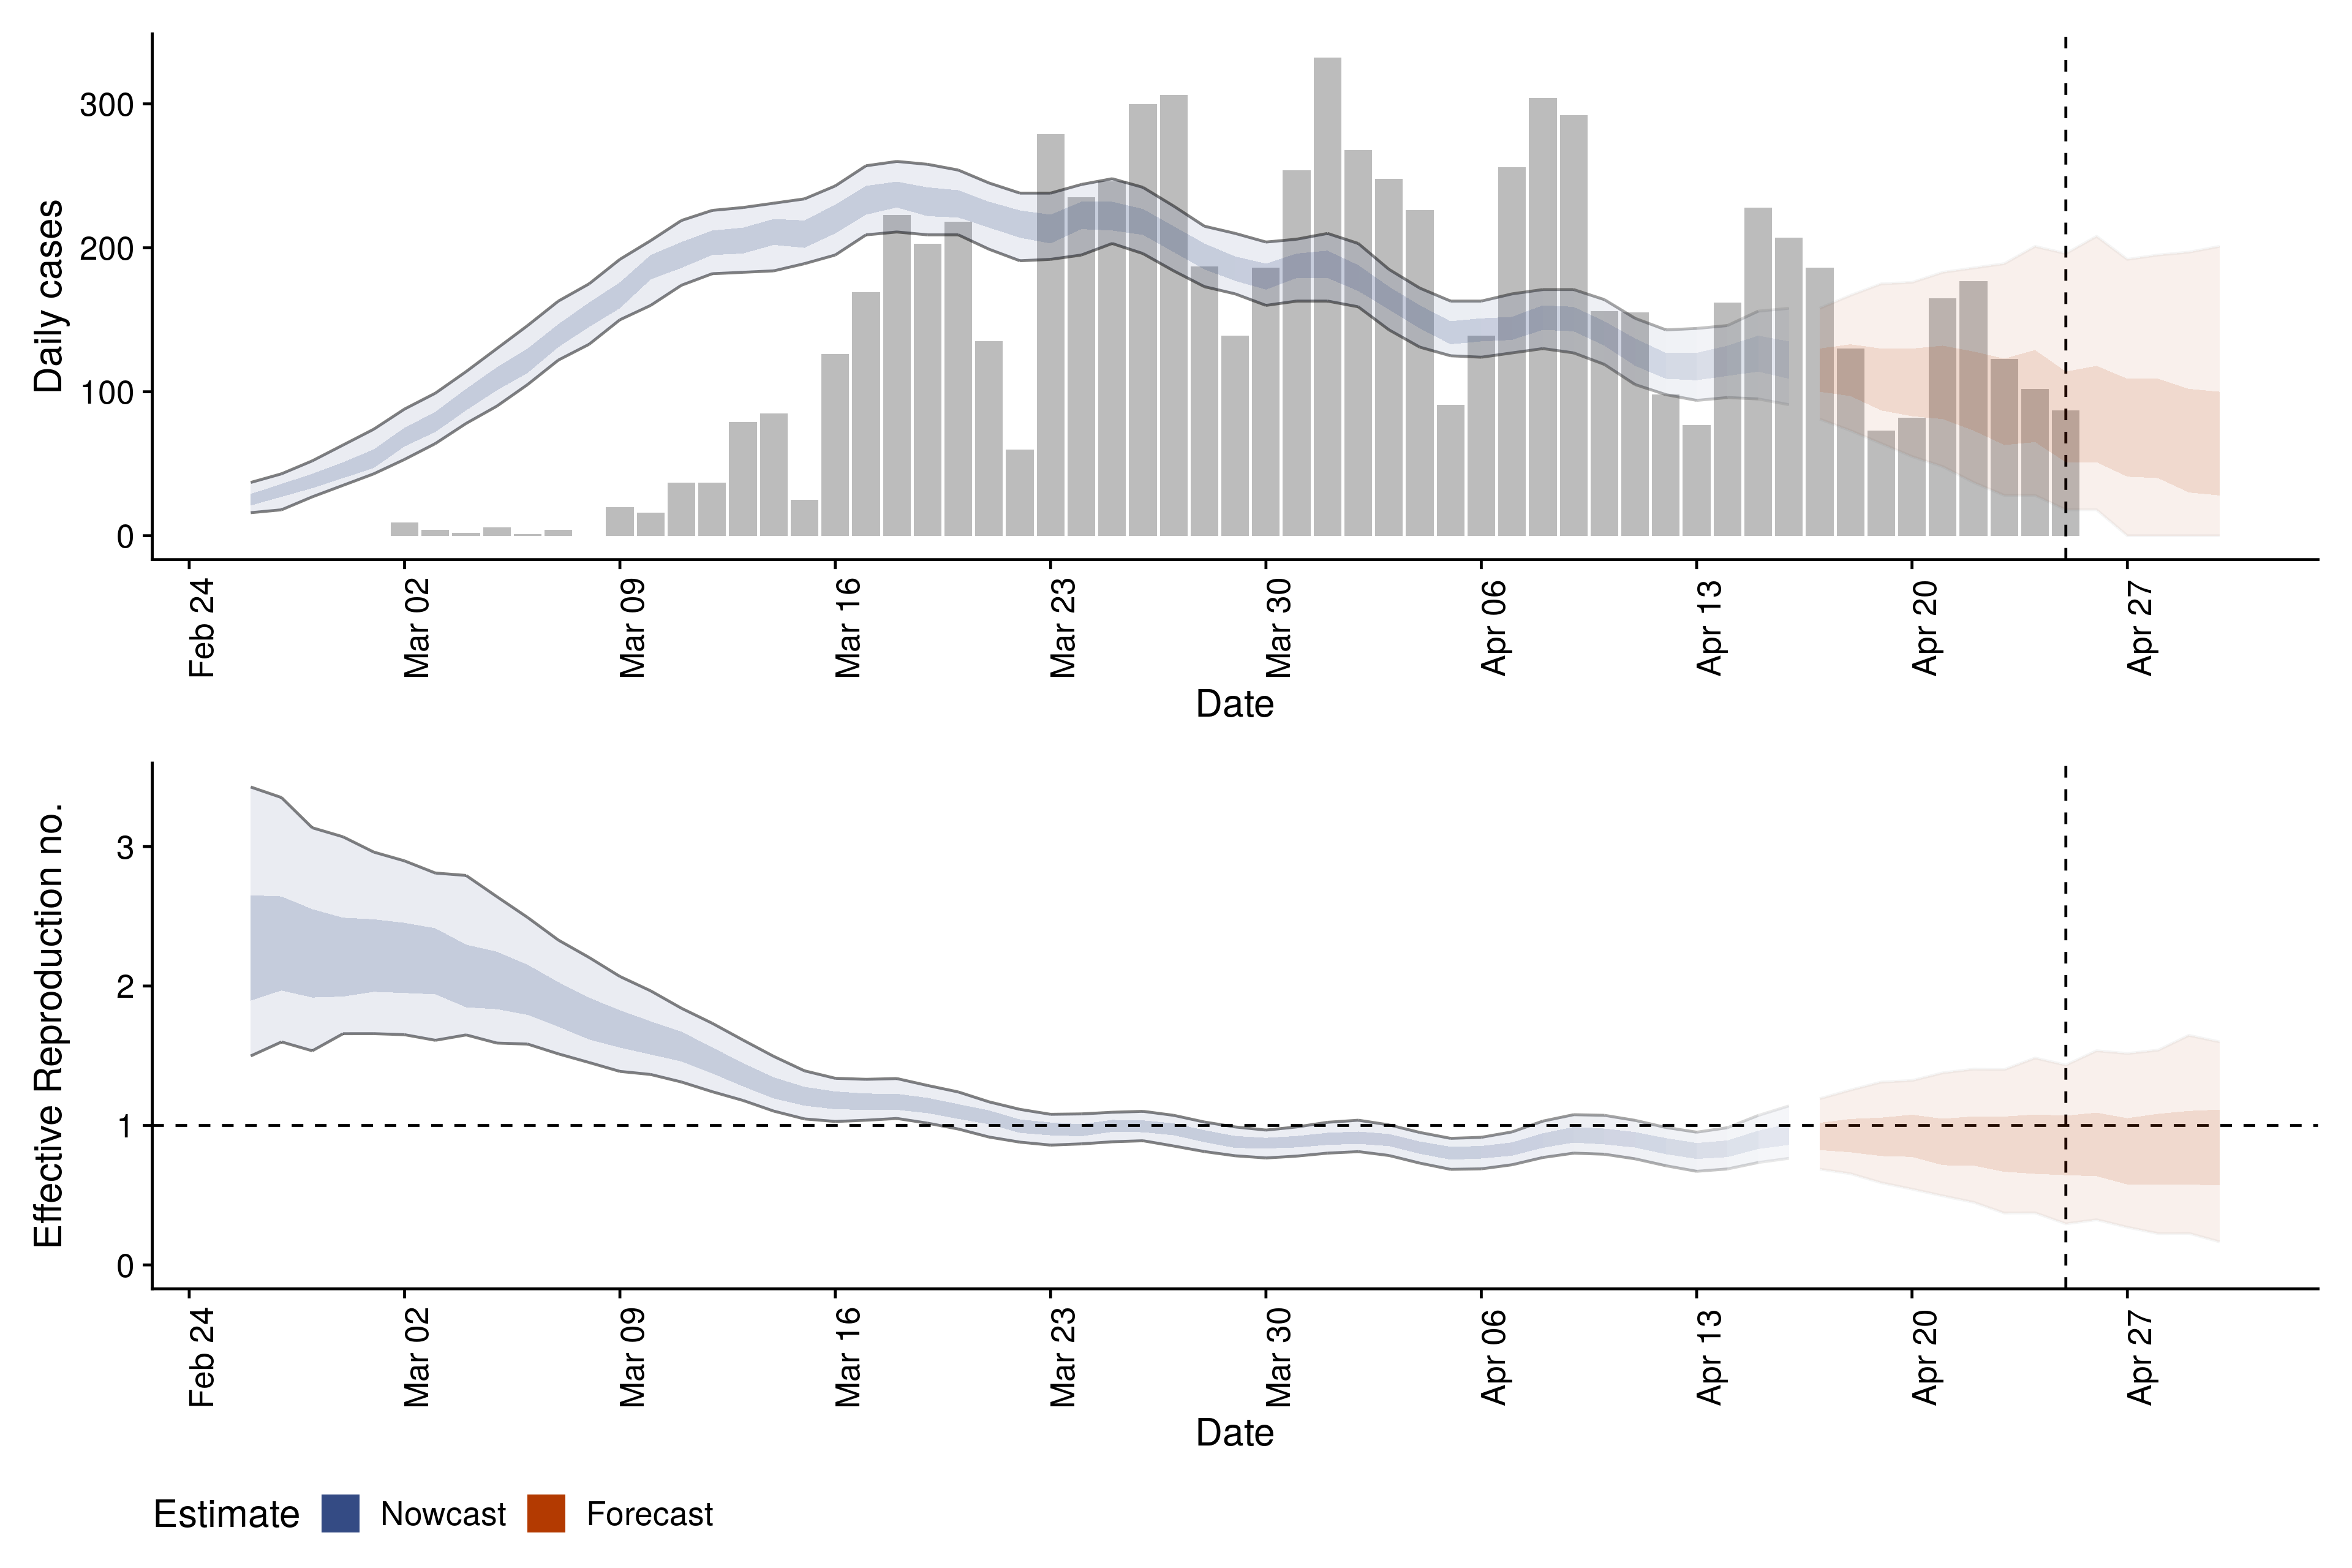 Daily cases
300
200
100
0
Feb 24
Mar 02
Mar 09
Mar 16
Mar 23
Mar 30
Apr 06
Apr 13
Apr 20
Apr 27
Date
Effective Reproduction no.
3
2
1
0
Feb 24
Mar 02
Mar 09
Mar 16
Mar 23
Mar 30
Apr 06
Apr 13
Apr 20
Apr 27
Date
Estimate Nowcast Forecast